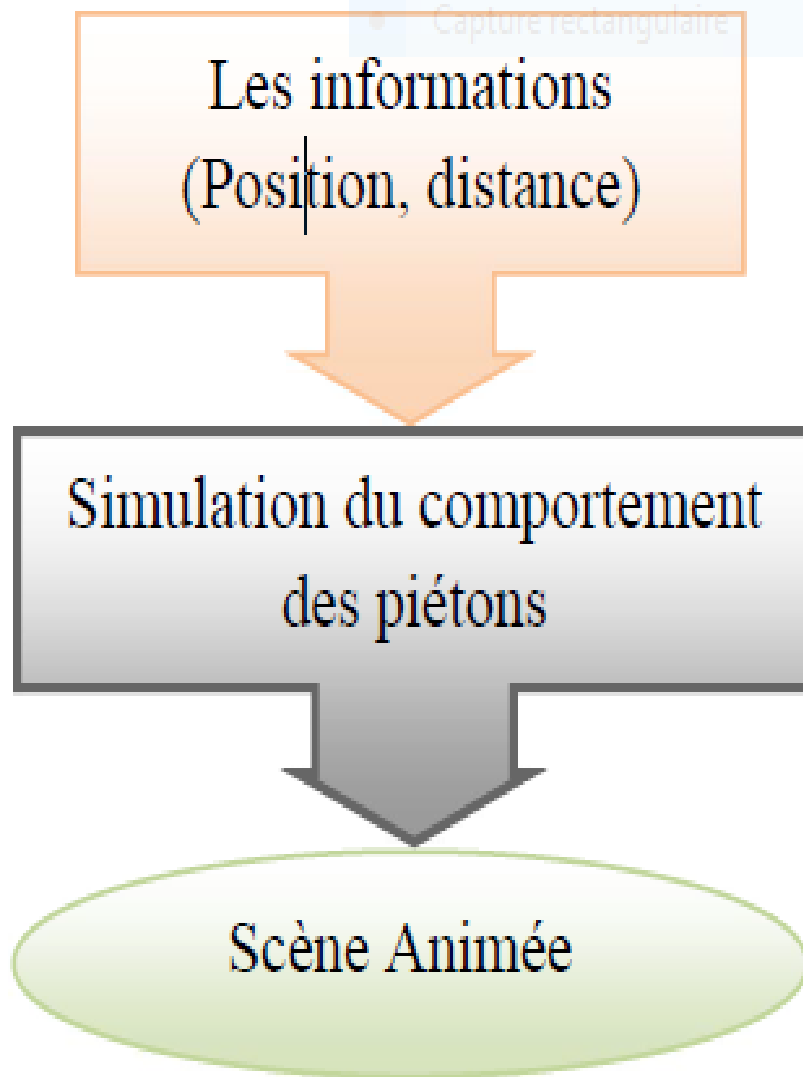 Capture rectangulaire
Les informations
(Position, distance)
Simulation du comportement
des piétons
Scène Animée